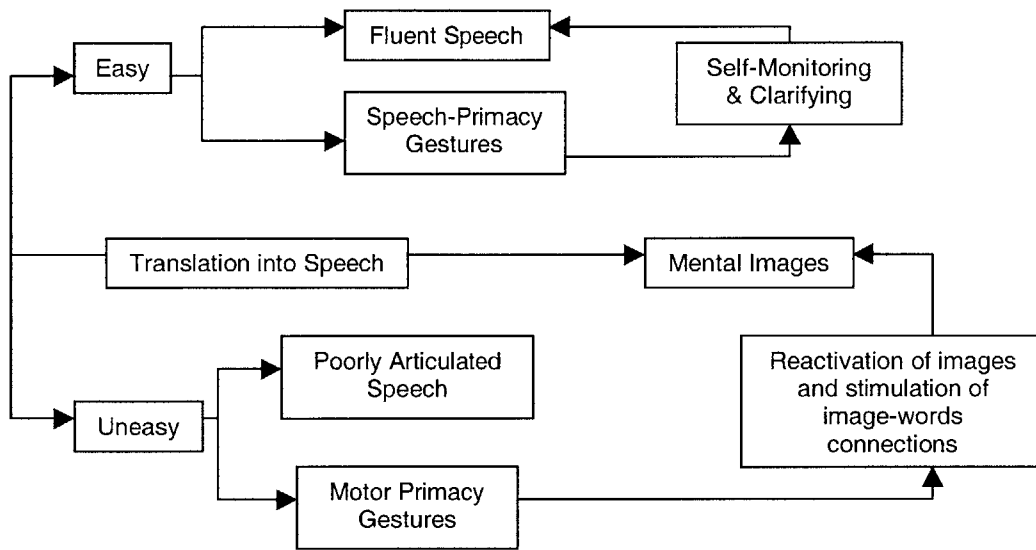 Fluent Speech
Easy
Self-Monitoring
& Clarifying
Speech-Primacy
Gestures
Translation into Speech
Mental Images
Poorly Articulated
Speech
Reactivation of images
and stimulation of
image-words
connections
Uneasy
Motor Primacy
Gestures